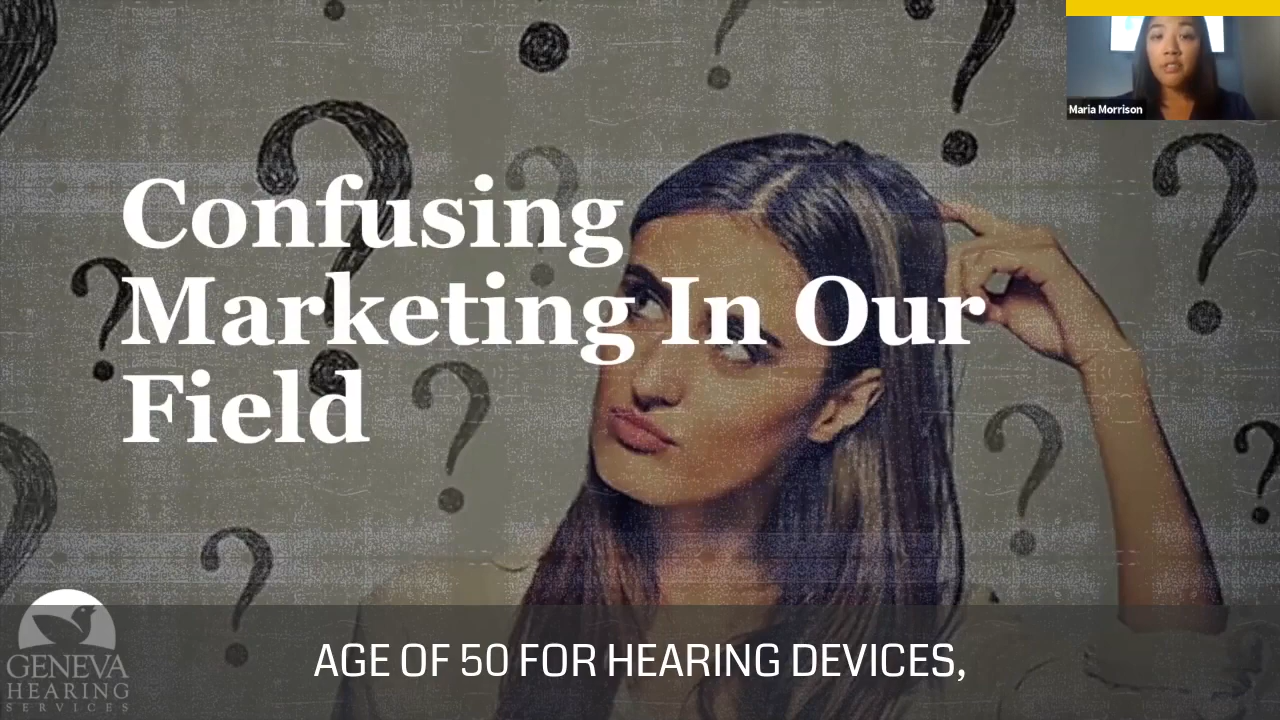 Maria Morrison
Confusing
Marketing In Our
Field
GENEVA
HEARING
SERVICES
AGE OF 50 FOR HEARING DEVICES,